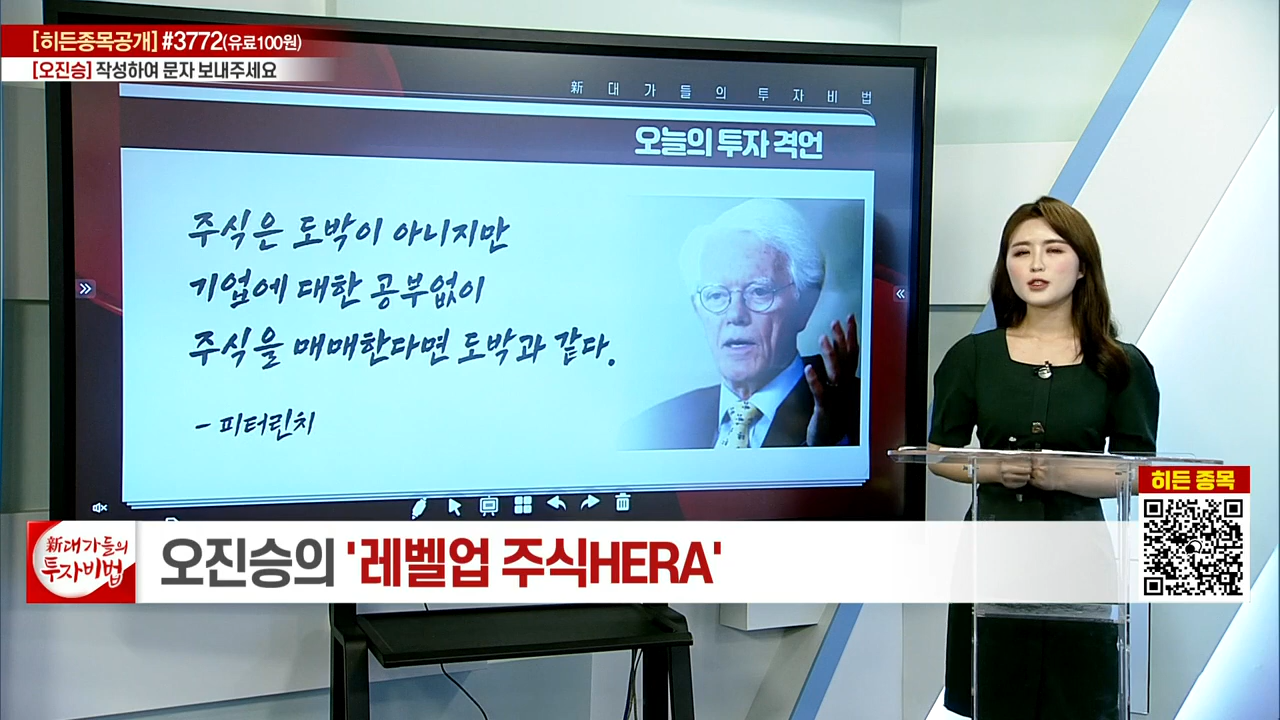 [히든종목공개] #3772(유료100원)
[오진승] 작성하여 문자 보내주세요
新 대가들의 투자비법
오늘의 투자 격언
주식은 도박이 아니지만
기업에 대한 공부없이
주식을 매매한다면 도박과 같다.
- 피터린치
히든 종목
新대가들의
투자비법
오진승의 '레벨업 주식HERA'